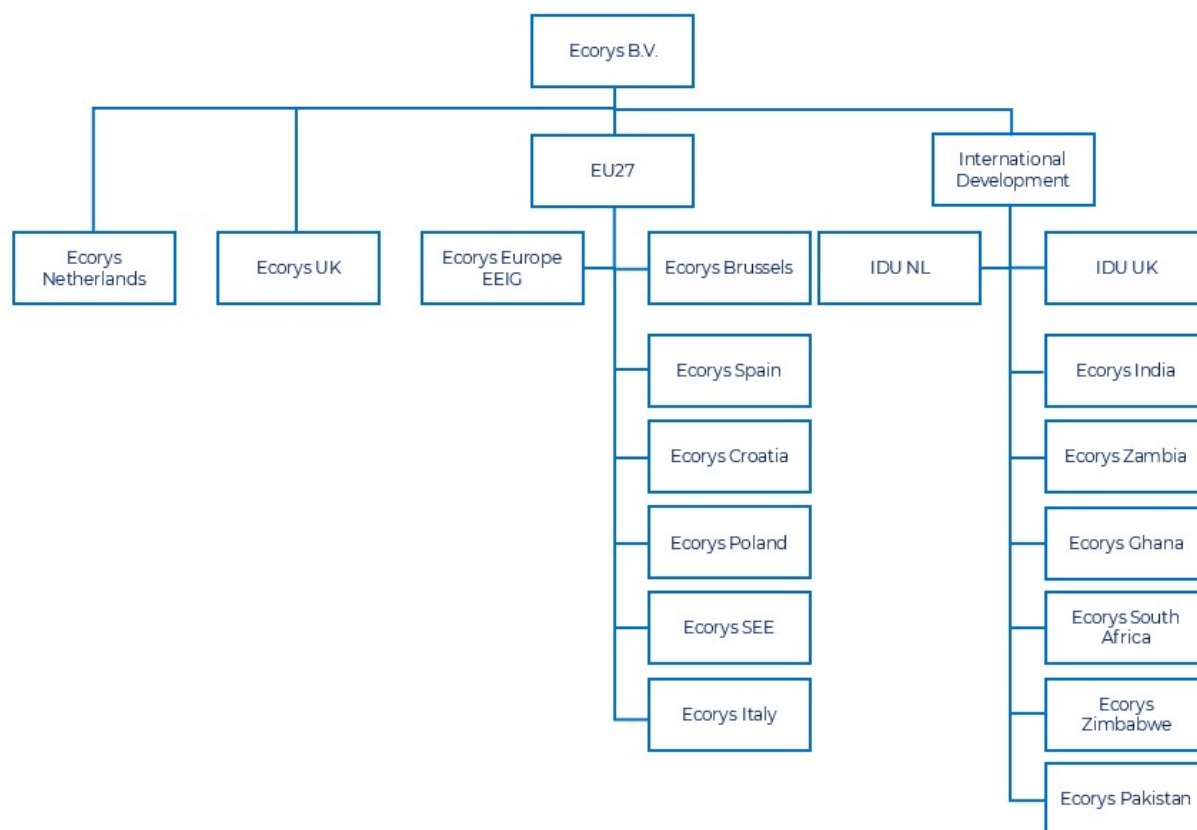 Ecorys B.V.
EU27
International
Development
Ecorys
Netherlands
Ecorys UK
Ecorys Europe
EEIG
Ecorys Brussels
IDU NL
IDU UK
Ecorys Spain
Ecorys India
Ecorys Croatia
Ecorys Zambia
Ecorys Poland
Ecorys Ghana
Ecorys SEE
Ecorys South
Africa
Ecorys Italy
Ecorys
Zimbabwe
Ecorys Pakistan